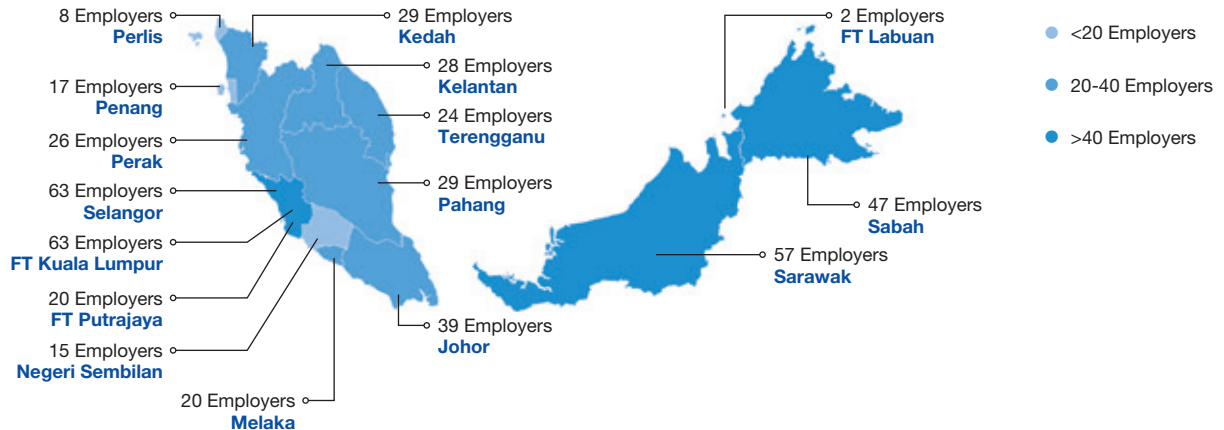 8 Employers
Perlis
17 Employers
Penang
26 Employers
Perak
63 Employers
Selangor
63 Employers
FT Kuala Lumpur
20 Employers
FT Putrajaya
15 Employers
Negeri Sembilan
20 Employers
Melaka
29 Employers
Kedah
28 Employers
Kelantan
24 Employers
Terengganu
29 Employers
Pahang
39 Employers
Johor
2 Employers
FT Labuan
47 Employers
Sabah
57 Employers
Sarawak
<20 Employers
20-40 Employers
>40 Employers